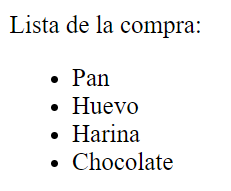 Lista de la compra:
• Pan
• Huevo
• Harina
• Chocolate